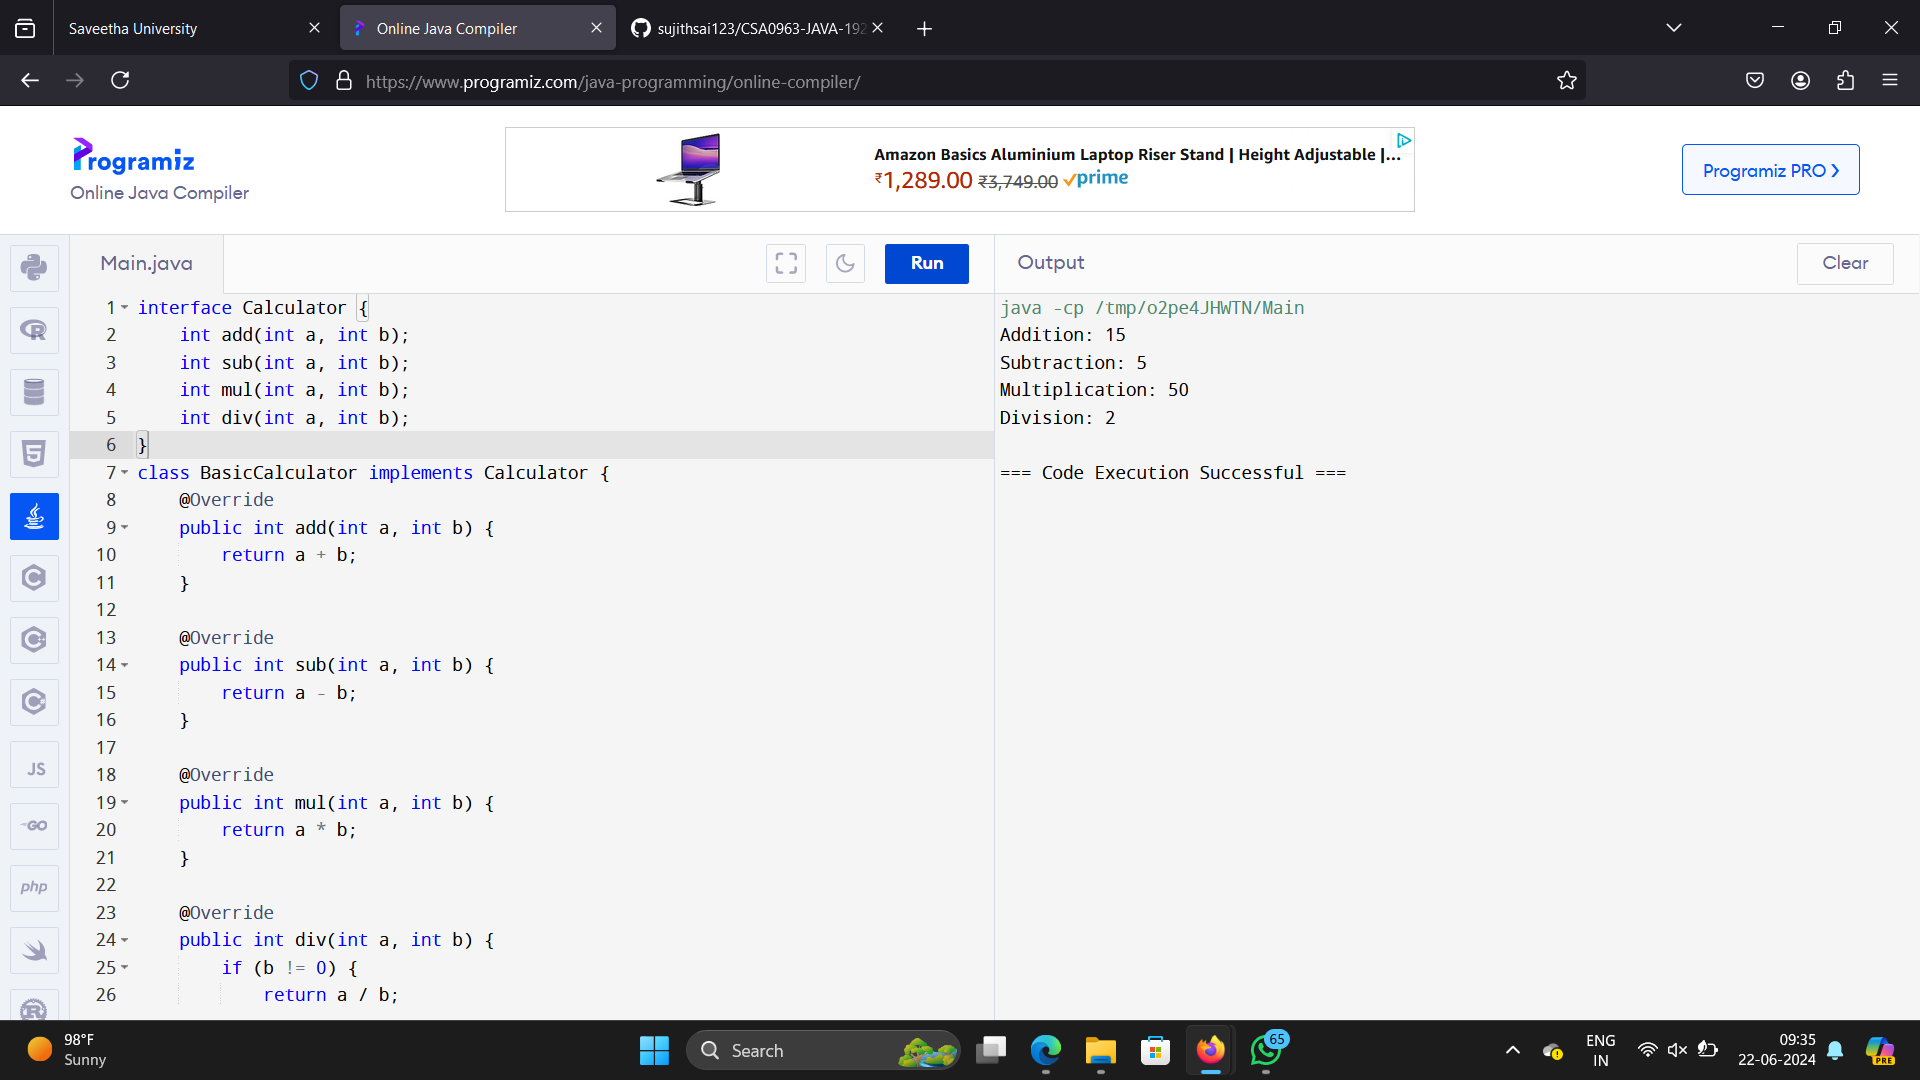 Saveetha University
Online Java Compiler
sujithsai123/CSA0963-JAVA-192
https://www.programiz.com/java-programming/online-compiler/
Programiz
Online Java Compiler
Amazon Basics Aluminium Laptop Riser Stand | Height Adjustable |...
₹1,289.00 ₹3,749.00 prime
Programiz PRO
Main.java
Run
Output
Clear
1 interface Calculator {
2     int add(int a, int b);
3     int sub(int a, int b);
4     int mul(int a, int b);
5     int div(int a, int b);
6 }
7 class BasicCalculator implements Calculator {
8     @Override
9     public int add(int a, int b) {
10         return a + b;
11     }
12
13     @Override
14     public int sub(int a, int b) {
15         return a - b;
16     }
17
18     @Override
19     public int mul(int a, int b) {
20         return a * b;
21     }
22
23     @Override
24     public int div(int a, int b) {
25         if (b != 0) {
26             return a / b;
java -cp /tmp/o2pe4JHWTN/Main
Addition: 15
Subtraction: 5
Multiplication: 50
Division: 2
=== Code Execution Successful ===
JS
GO
php
98°F
Sunny
Search
65
ENG
IN
09:35
22-06-2024
PRE